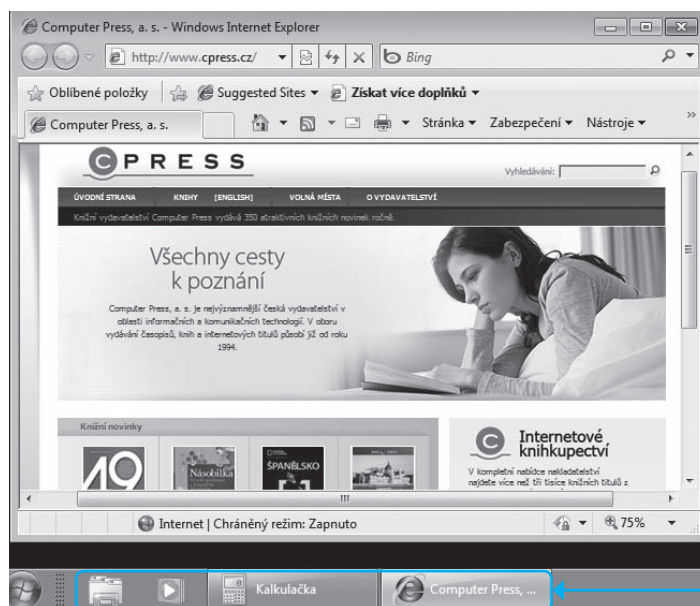 Computer Press, a. s. - Windows Internet Explorer
http://www.cpress.cz/
Bing
Oblíbené položky
Suggested Sites
Získat více doplňků
Computer Press, a. s.
Stránka
Zabezpečení
Nástroje
CPRESS
Vyhledávání:
ÚVODNÍ STRANA KNIHY [ENGLISH] VOLNÁ MÍSTA O VYDAVATELSTVÍ
Knižní vydavatelství Computer Press vydává 350 atraktivních knižních novinek ročně.
Všechny cesty
k poznání
Computer Press, a. s. je nejvýznamnější česká vydavatelství v
oblasti informačních a komunikačních technologií. V oboru
vydávání časopisů, knih a internetových titulů působí již od roku
1994.
Knižní novinky
49
Násobilka
ŠPANĚLSKO
Internetové
knihkupectví
V kompletní nabídce nakladatelství
najdete více než tři tisíce knižních titulů z
Internet | Chráněný režim: Zapnuto
75%
Kalkulačka
Computer Press, ...